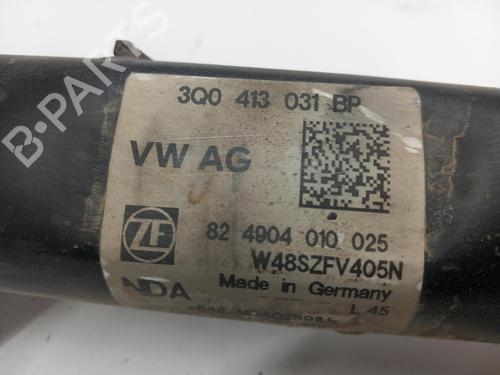 B-PARTS
3Q0 413 031 BP
VW AG
ZF
82 4904 010 025
W48SZFV405N
NDA
Made in Germany
L 45